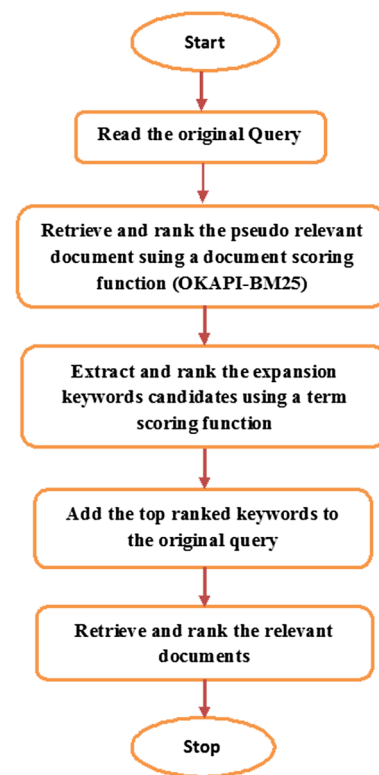 Start
Read the original Query
Retrieve and rank the pseudo relevant
document suing a document scoring
function (OKAPI-BM25)
Extract and rank the expansion
keywords candidates using a term
scoring function
Add the top ranked keywords to
the original query
Retrieve and rank the relevant
documents
Stop